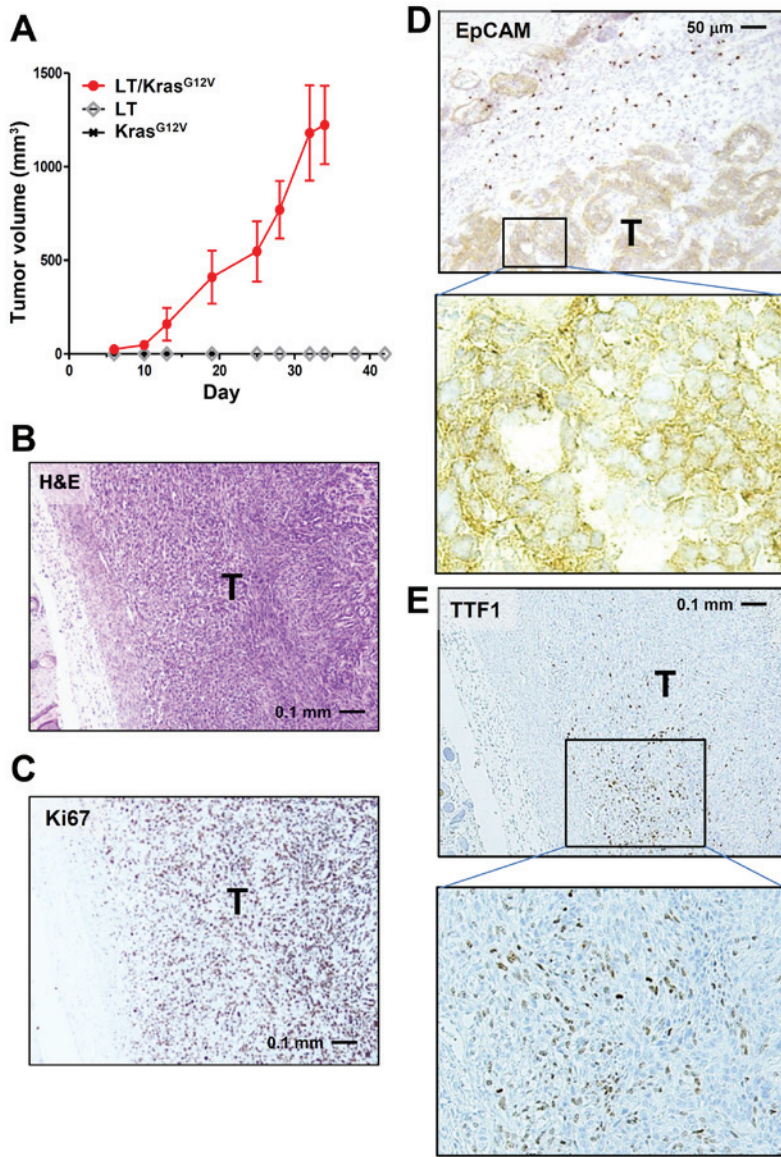 A
Tumor volume (mm³)
1500
1000
500
0
0
10
20
30
40
Day
LT/Kras^G12V
LT
Kras^G12V
B
H&E
T
0.1 mm
C
Ki67
T
0.1 mm
D
EpCAM
50 µm
T
E
TTF1
0.1 mm
T